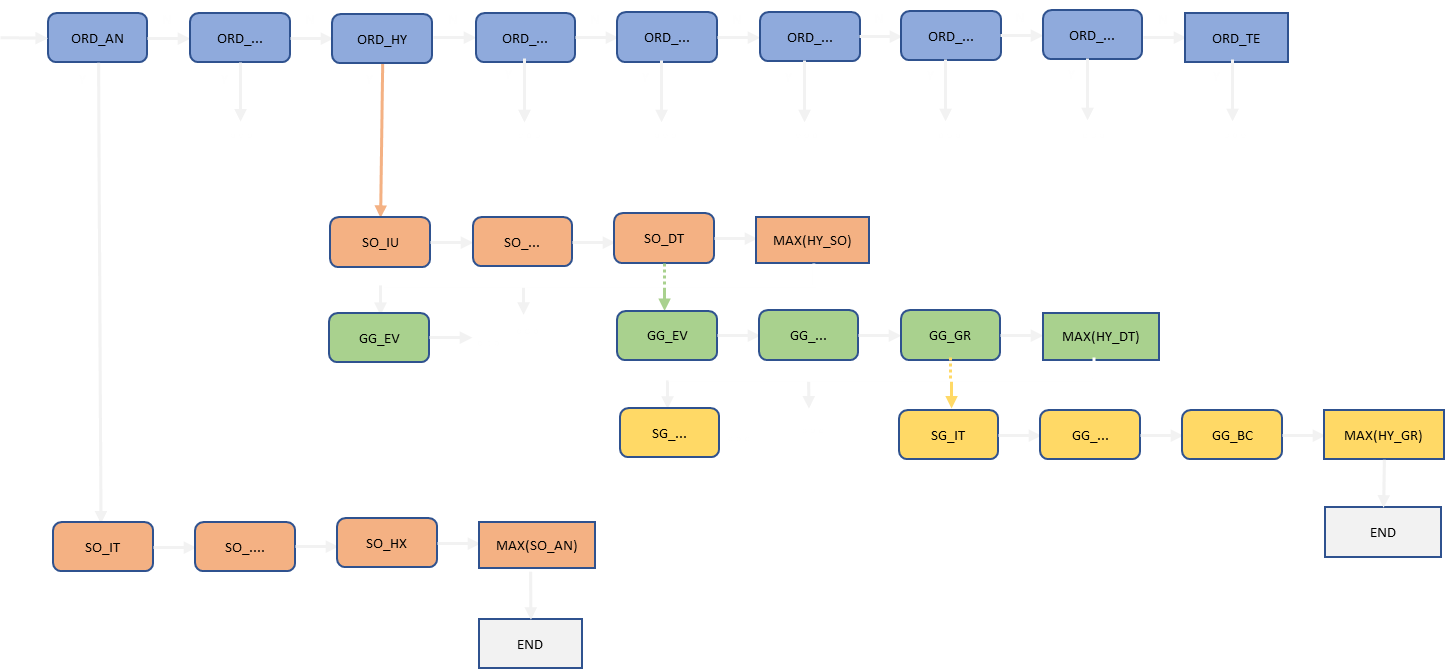 ORD_AN
ORD_...
ORD_HY
ORD_...
ORD_...
ORD_...
ORD_...
ORD_...
ORD_TE
SO_IU
SO_...
SO_DT
MAX(HY_SO)
GG_EV
GG_EV
GG_...
GG_GR
MAX(HY_DT)
SG_...
SG_IT
GG_...
GG_BC
MAX(HY_GR)
END
SO_IT
SO_....
SO_HX
MAX(SO_AN)
END